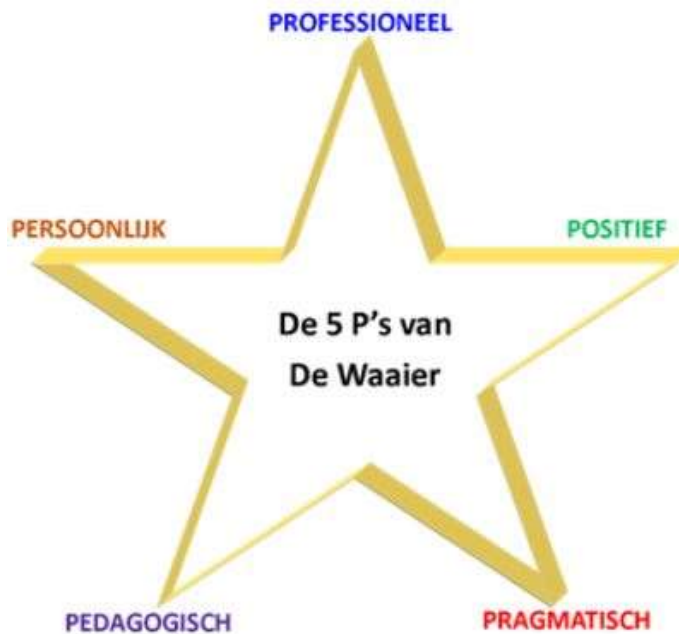 PROFESSIONEEL
PERSOONLIJK
POSITIEF
De 5 P's van
De Waaier
PEDAGOGISCH
PRAGMATISCH